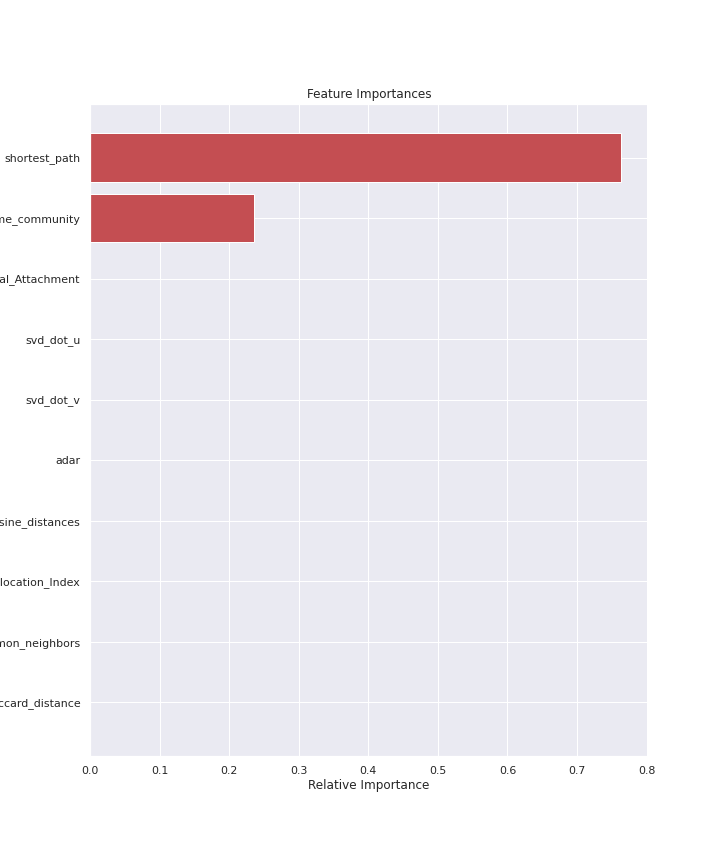 Feature Importances
shortest_path
me_community
al_Attachment
svd_dot_u
svd_dot_v
adar
sine_distances
location_Index
mon_neighbors
ccard_distance
0.0 0.1 0.2 0.3 0.4 0.5 0.6 0.7 0.8
Relative Importance